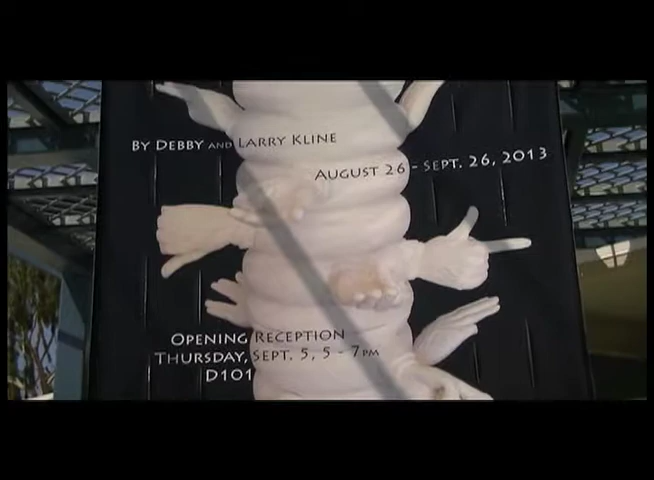 BY DEBBY AND LARRY KLINE
AUGUST 26 - SEPT. 26, 2013
OPENING RECEPTION
THURSDAY, SEPT. 5, 5 - 7PM
D101